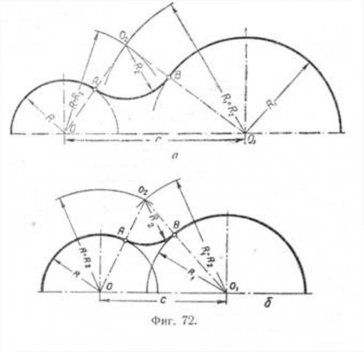 O₂
R+R₂
A
R₂
B
R₁+R₂
R
R₁
O
c
O₁
а
O₂
R+R₂
A
R₂
B
R₁+R₂
R
R₁
O
c
O₁
б
Фиг. 72.